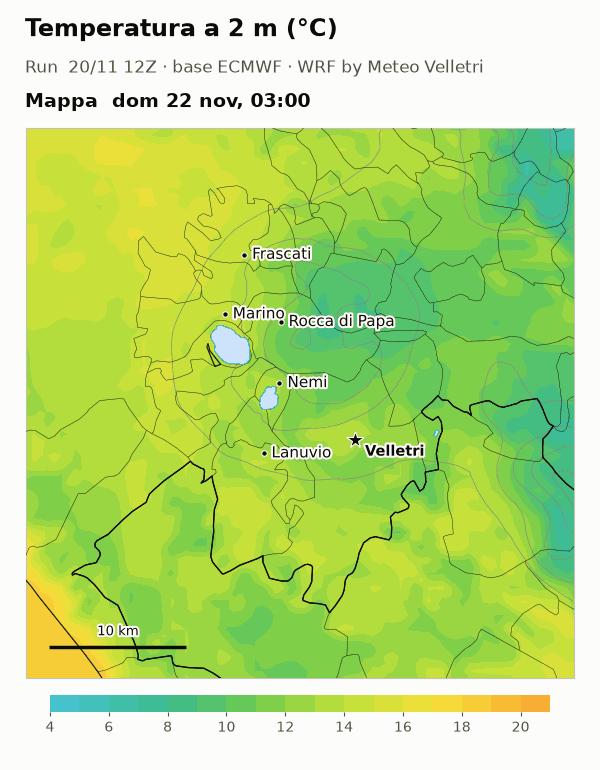 Temperatura a 2 m (°C)
Run 20/11 12Z · base ECMWF · WRF by Meteo Velletri
Mappa dom 22 nov, 03:00
Frascati
Marino
Rocca di Papa
Nemi
Velletri
Lanuvio
10 km
4 6 8 10 12 14 16 18 20